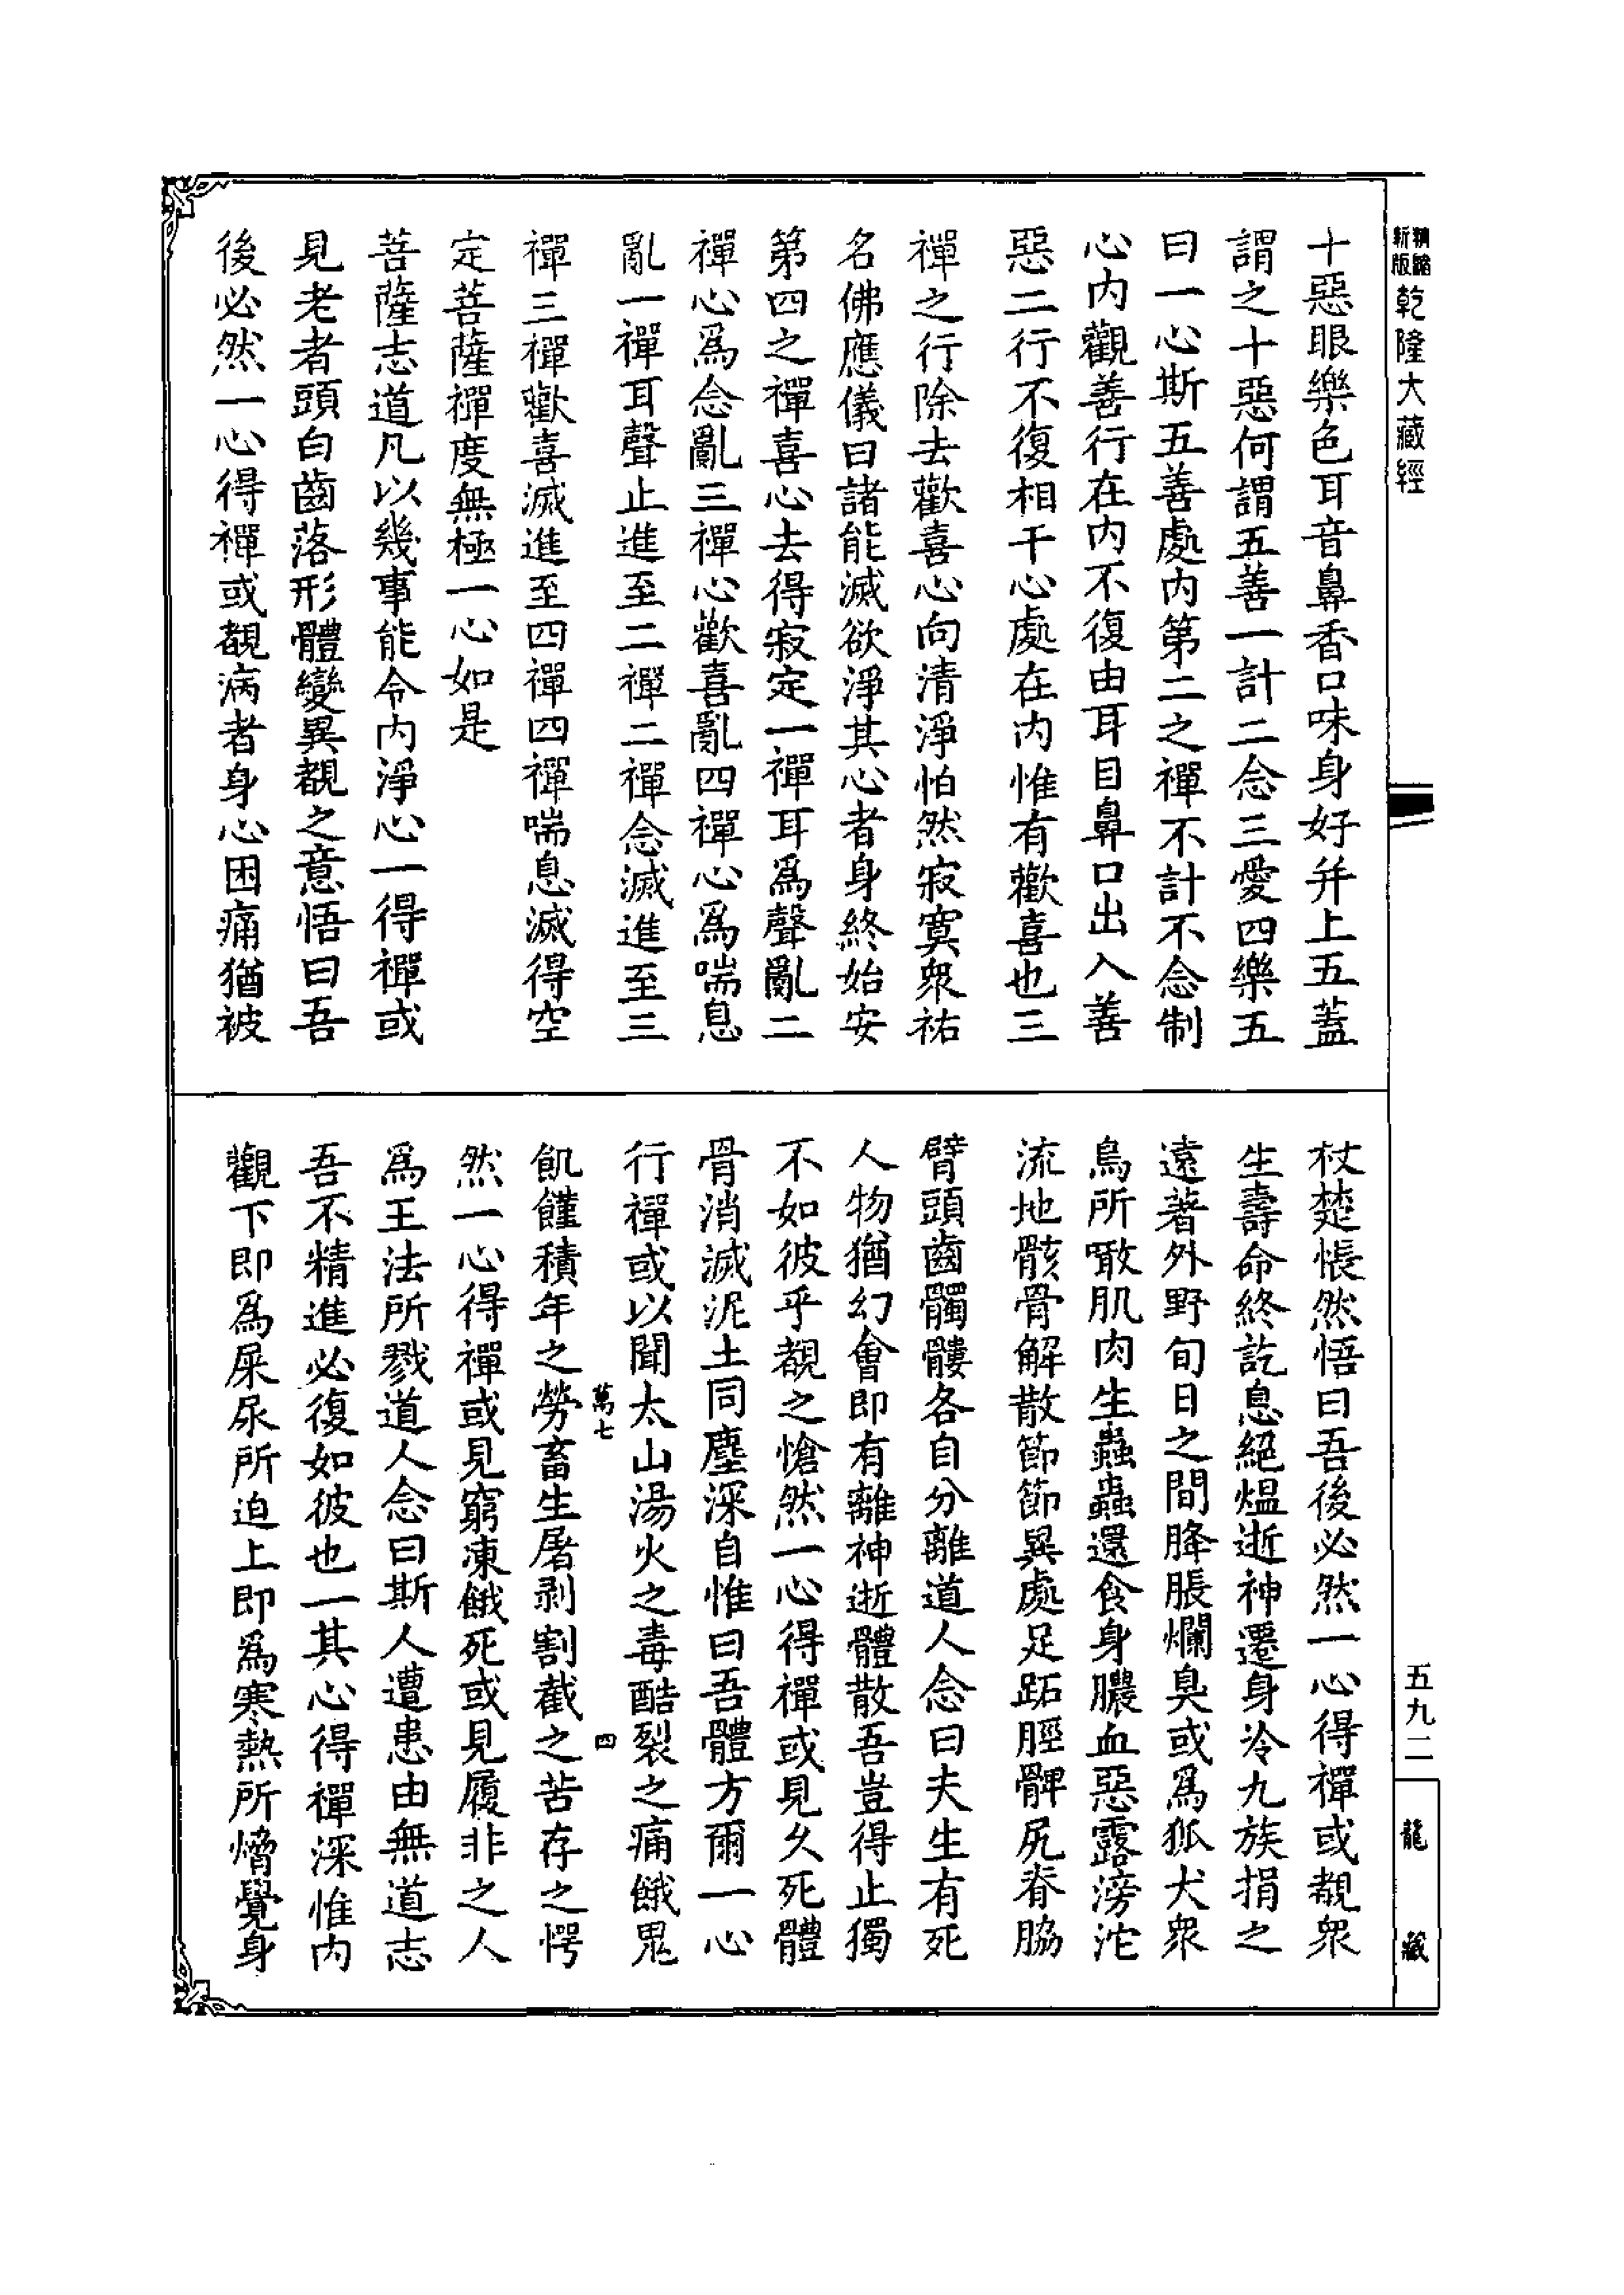 精縮
新版
乾隆大藏經
五九二
龍藏
十惡眼樂色耳音鼻香口味身好并上五蓋
謂之十惡何謂五善一計二念三愛四樂五
曰一心斯五善處內第二之禪不計不念制
心內觀善行在內不復由耳目鼻口出入善
惡二行不復相干心處在內惟有歡喜也三
禪之行除去歡喜心向清淨怕然寂寞衆祐
名佛應儀曰諸能滅欲淨其心者身終始安
第四之禪喜心去得寂定一禪耳爲聲亂二
禪心爲念亂三禪心歡喜亂四禪心爲喘息
亂一禪耳聲止進至二禪二禪念滅進至三
禪三禪歡喜滅進至四禪四禪喘息滅得空
定菩薩禪度無極一心如是
菩薩志道凡以幾事能令內淨心一得禪或
見老者頭白齒落形體變異覩之意悟曰吾
後必然一心得禪或覩病者身心困痛猶被
杖楚悵然悟曰吾後必然一心得禪或覩衆
生壽命終訖息絕熅逝神遷身冷九族捐之
遠著外野旬日之間胮脹爛臭或爲狐犬衆
鳥所噉肌肉生蟲蟲還食身膿血惡露滂沱
流地骸骨解散節節異處足跖脛髀尻脊脇
臂頭齒髑髏各自分離道人念曰夫生有死
人物猶幻會即有離神逝體散吾豈得止獨
不如彼乎覩之愴然一心得禪或見久死體
骨消滅泥土同塵深自惟曰吾體方爾一心
行禪或以聞太山湯火之毒酷裂之痛餓鬼
萬七
四
飢饉積年之勞畜生屠剥割截之苦存之愕
然一心得禪或見窮凍餓死或見履非之人
爲王法所戮道人念曰斯人遭患由無道志
吾不精進必復如彼也一其心得禪深惟內
觀下即爲屎尿所迫上即爲寒熱所憎覺身